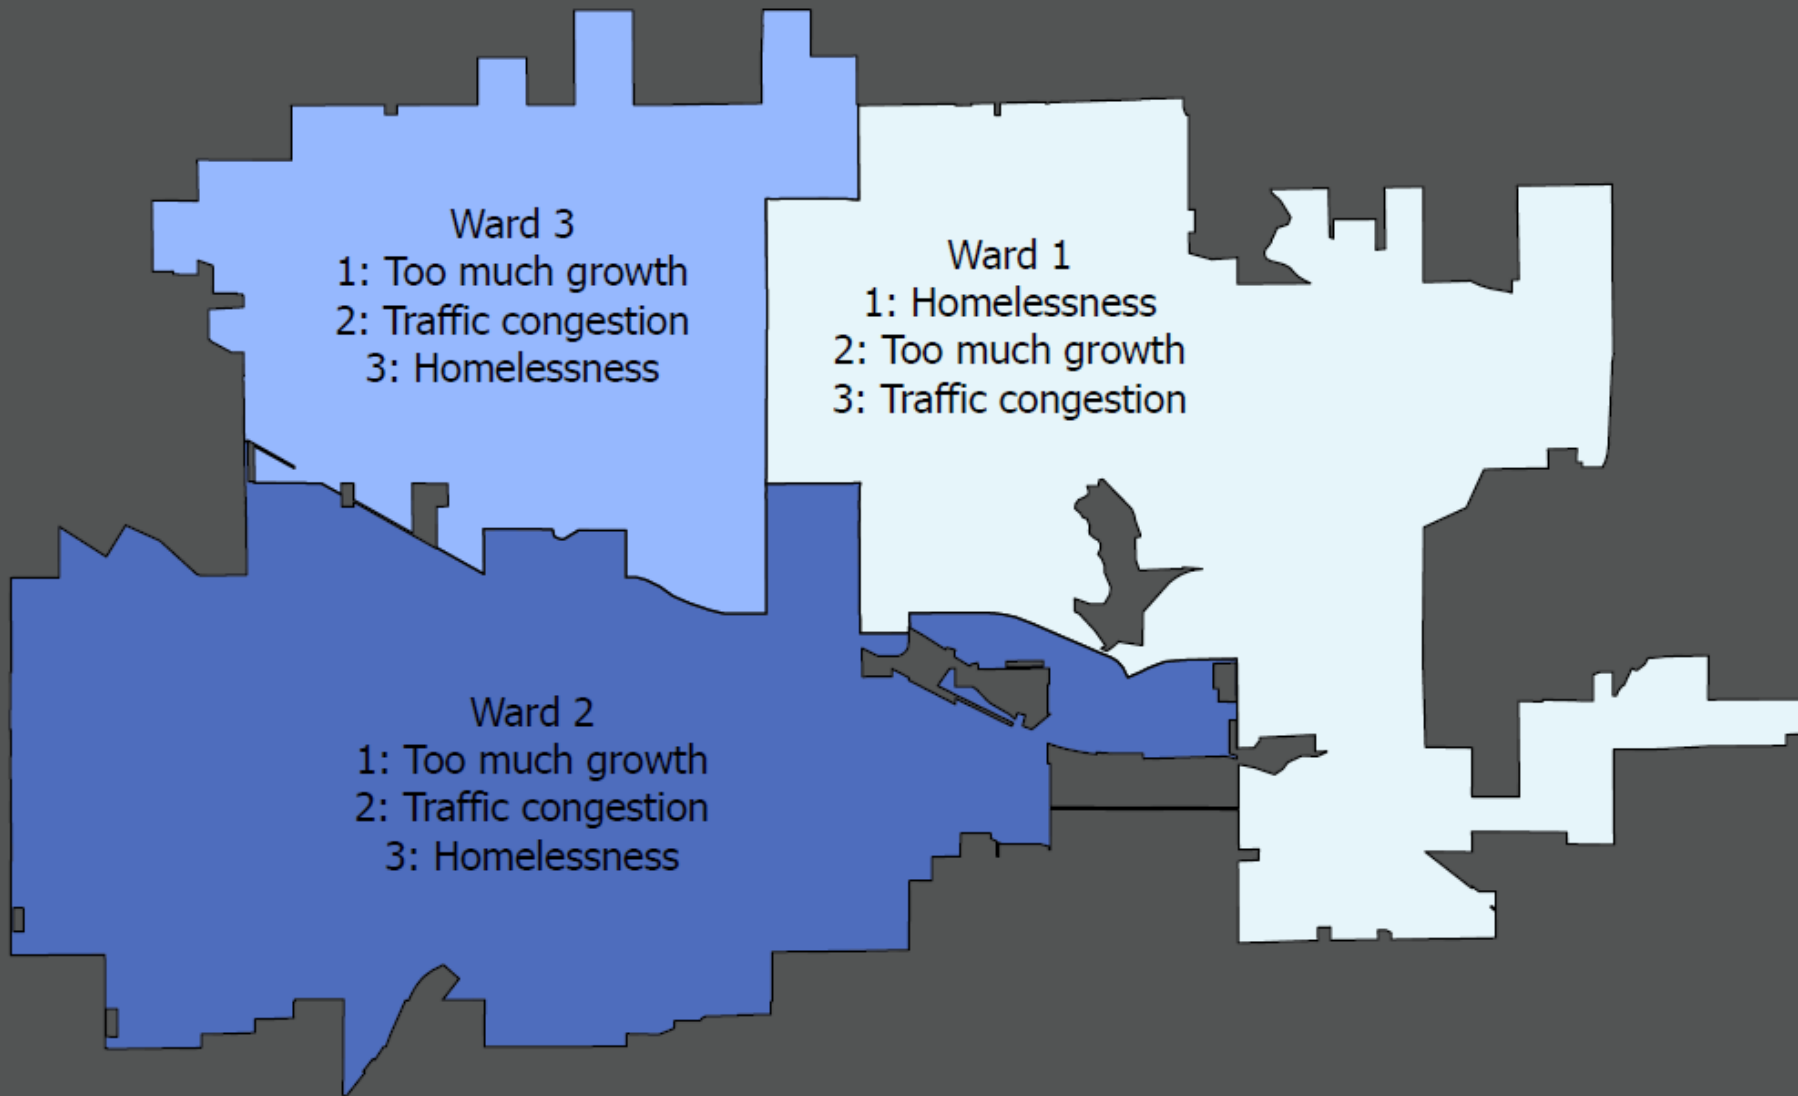 Ward 3
1: Too much growth
2: Traffic congestion
3: Homelessness
Ward 1
1: Homelessness
2: Too much growth
3: Traffic congestion
Ward 2
1: Too much growth
2: Traffic congestion
3: Homelessness